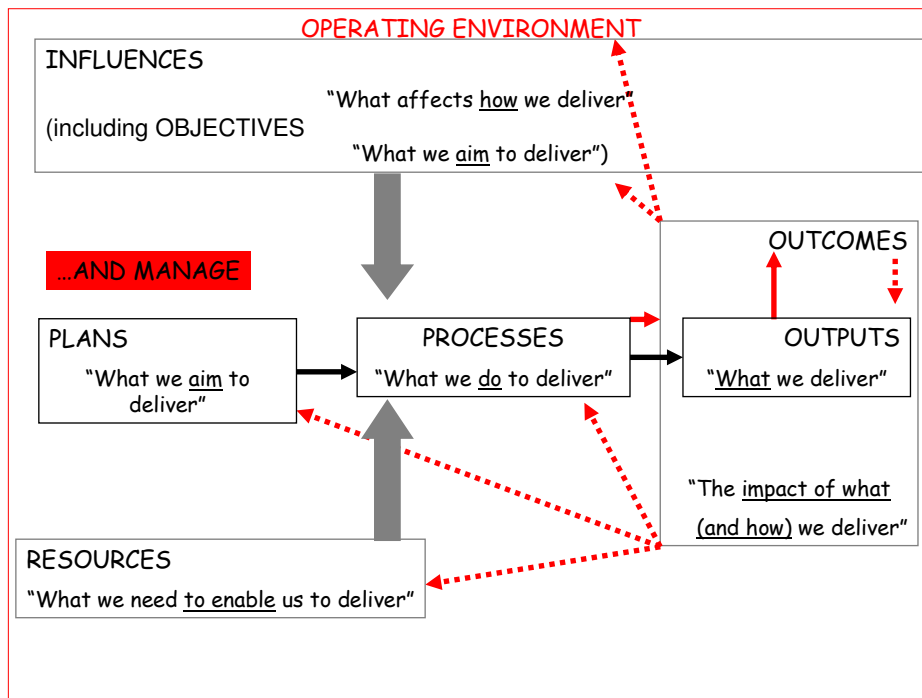 OPERATING ENVIRONMENT
INFLUENCES
“What affects how we deliver”
(including OBJECTIVES
“What we aim to deliver”)
…AND MANAGE
OUTCOMES
PLANS
“What we aim to
deliver”
PROCESSES
“What we do to deliver”
OUTPUTS
“What we deliver”
“The impact of what
(and how) we deliver”
RESOURCES
“What we need to enable us to deliver”